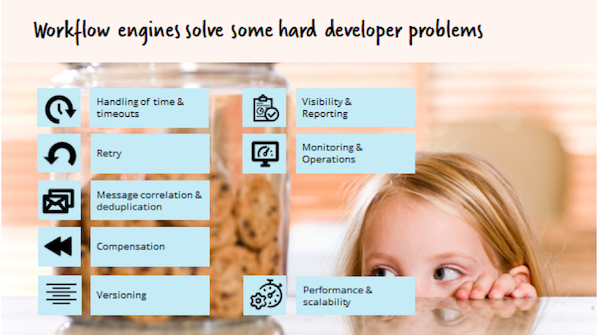 Workflow engines solve some hard developer problems
Handling of time &
timeouts
Retry
Message correlation &
deduplication
Compensation
Versioning
Visibility &
Reporting
Monitoring &
Operations
Performance &
scalability